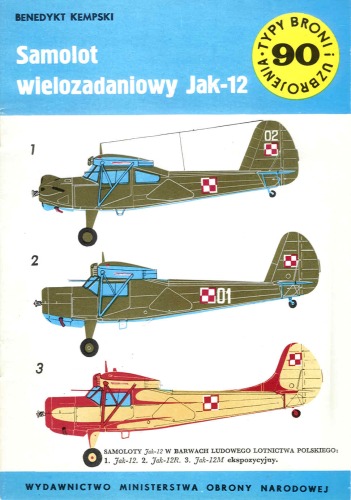 BENEDYKT KEMPSKI
TYPY BRONI I UZBROJENIA
90
Samolot
wielozadaniowy Jak-12
1
02
2
01
3
SAMOLOTY Jak-12 W BARWACH LUDOWEGO LOTNICTWA POLSKIEGO:
1. Jak-12. 2. Jak-12R. 3. Jak-12M ekspozycyjny.
WYDAWNICTWO MINISTERSTWA OBRONY NARODOWEJ